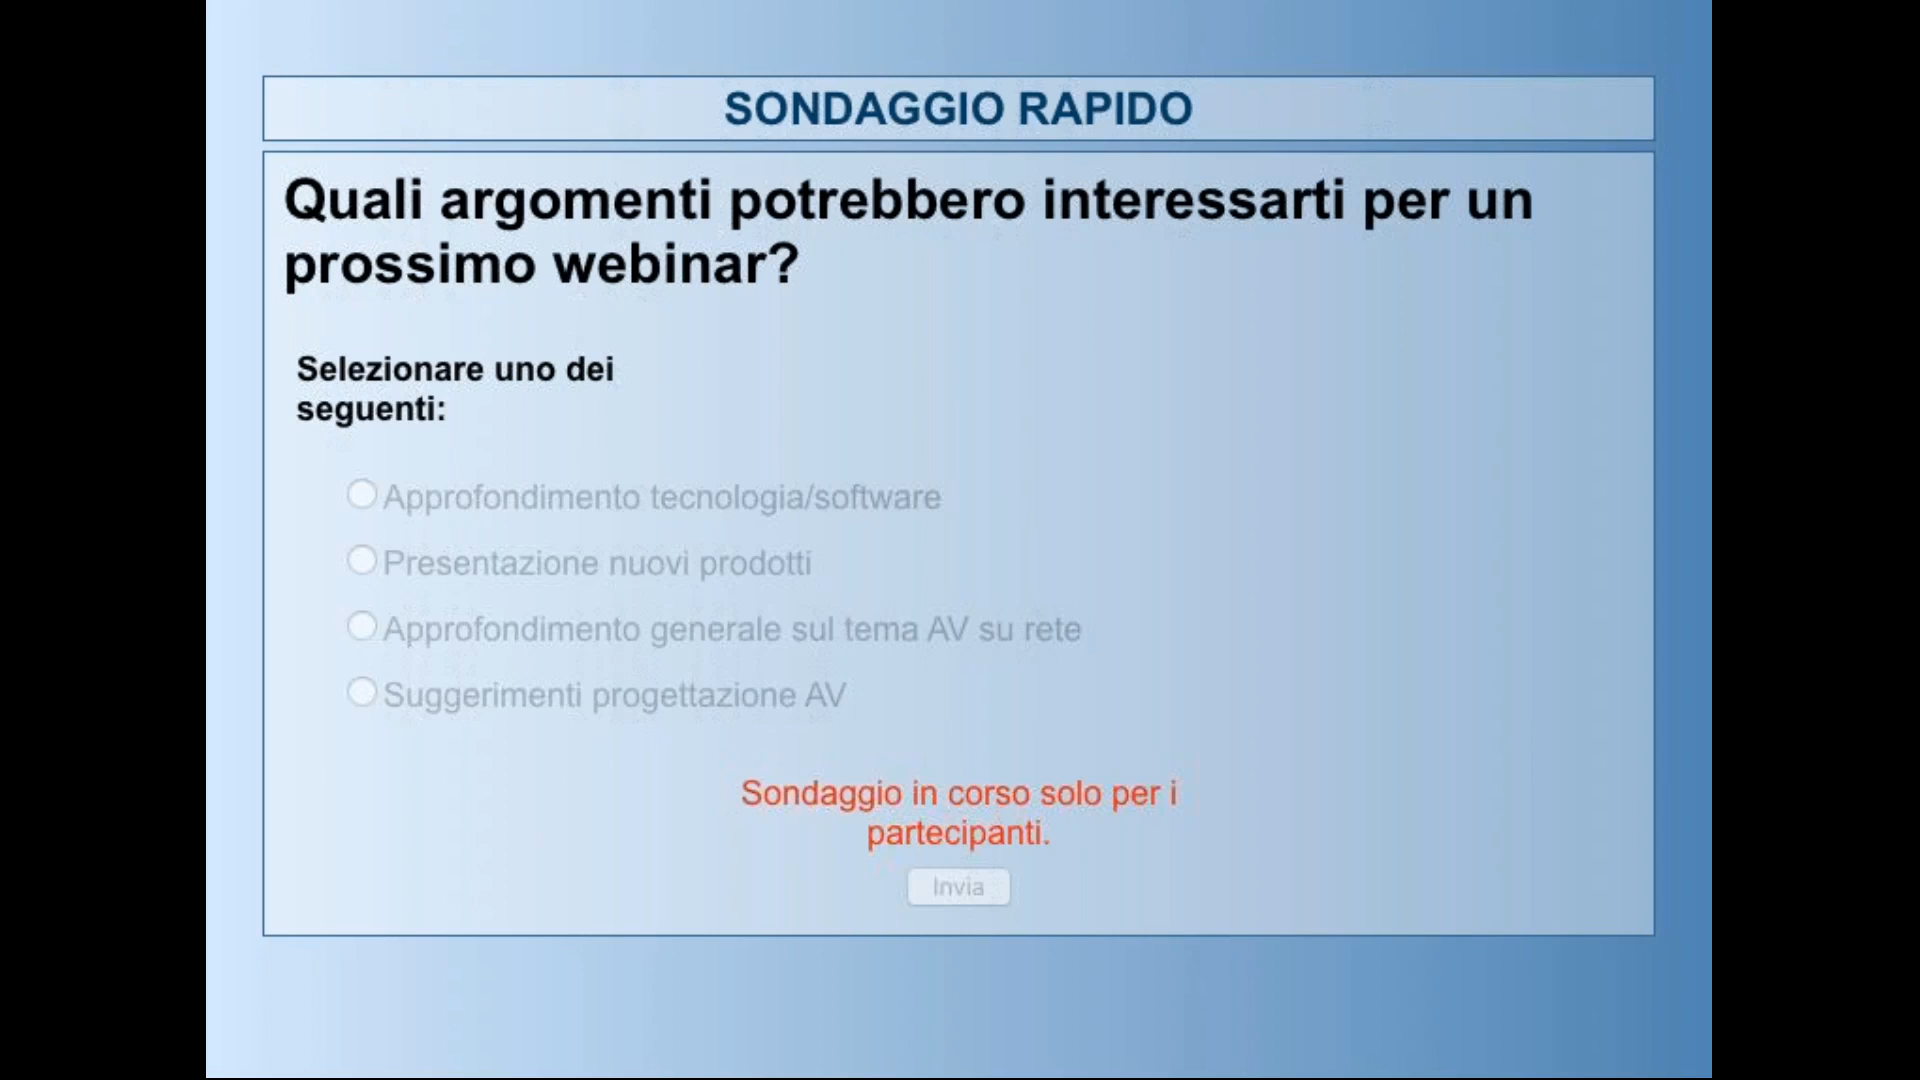 SONDAGGIO RAPIDO
Quali argomenti potrebbero interessarti per un
prossimo webinar?
Selezionare uno dei
seguenti:
Approfondimento tecnologia/software
Presentazione nuovi prodotti
Approfondimento generale sul tema AV su rete
Suggerimenti progettazione AV
Sondaggio in corso solo per i
partecipanti.
Invia